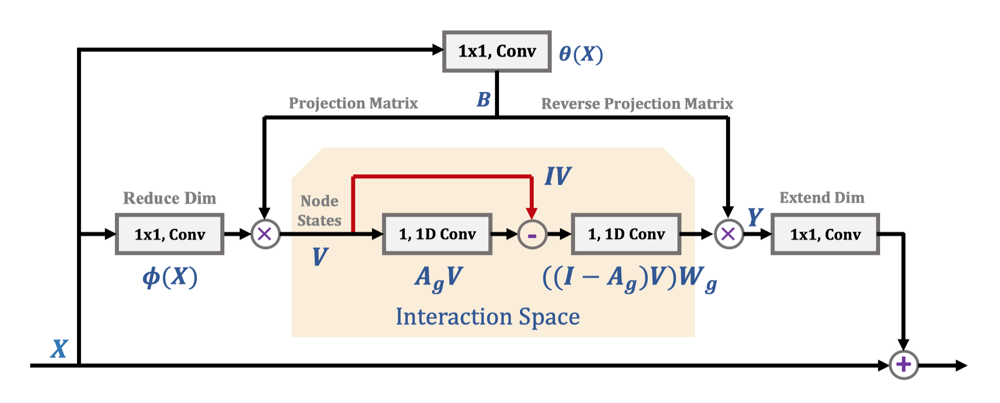 1x1, Conv
θ(X)
B
Projection Matrix
Reverse Projection Matrix
IV
Reduce Dim
Node
States
Extend Dim
Y
1x1, Conv
×
1, 1D Conv
-
1, 1D Conv
×
1x1, Conv
V
ϕ(X)
A_gV
((I − A_g)V)W_g
Interaction Space
X
+